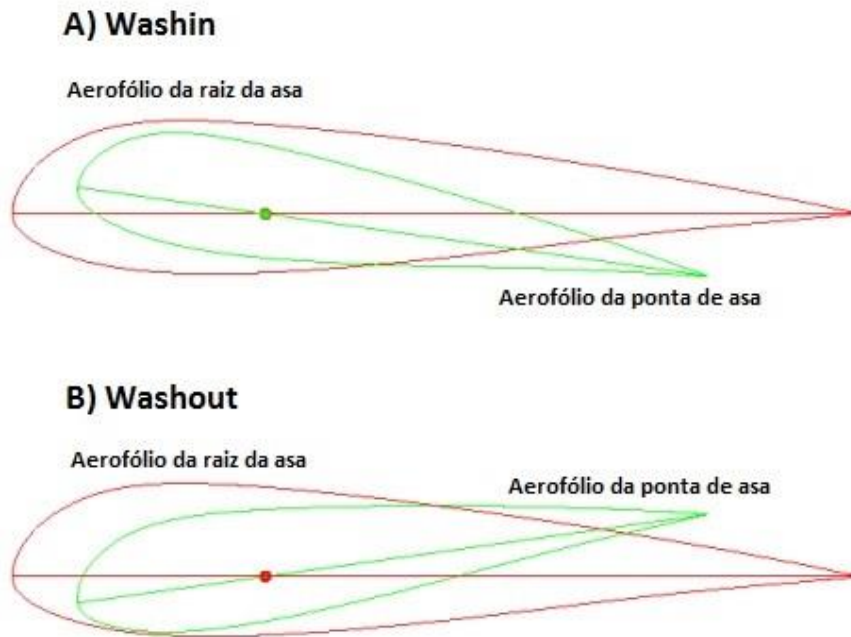 A) Washin
Aerofólio da raiz da asa
Aerofólio da ponta de asa
B) Washout
Aerofólio da raiz da asa
Aerofólio da ponta de asa